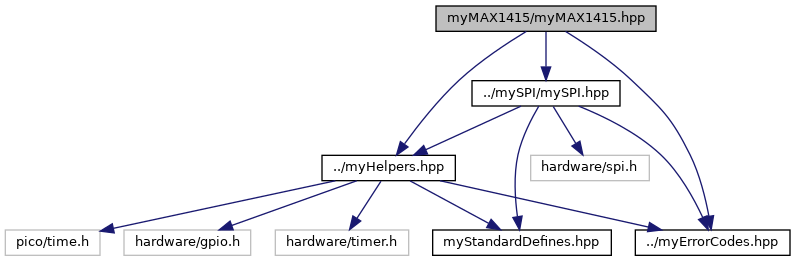 myMAX1415/myMAX1415.hpp
../mySPI/mySPI.hpp
../myHelpers.hpp
hardware/spi.h
pico/time.h
hardware/gpio.h
hardware/timer.h
myStandardDefines.hpp
../myErrorCodes.hpp